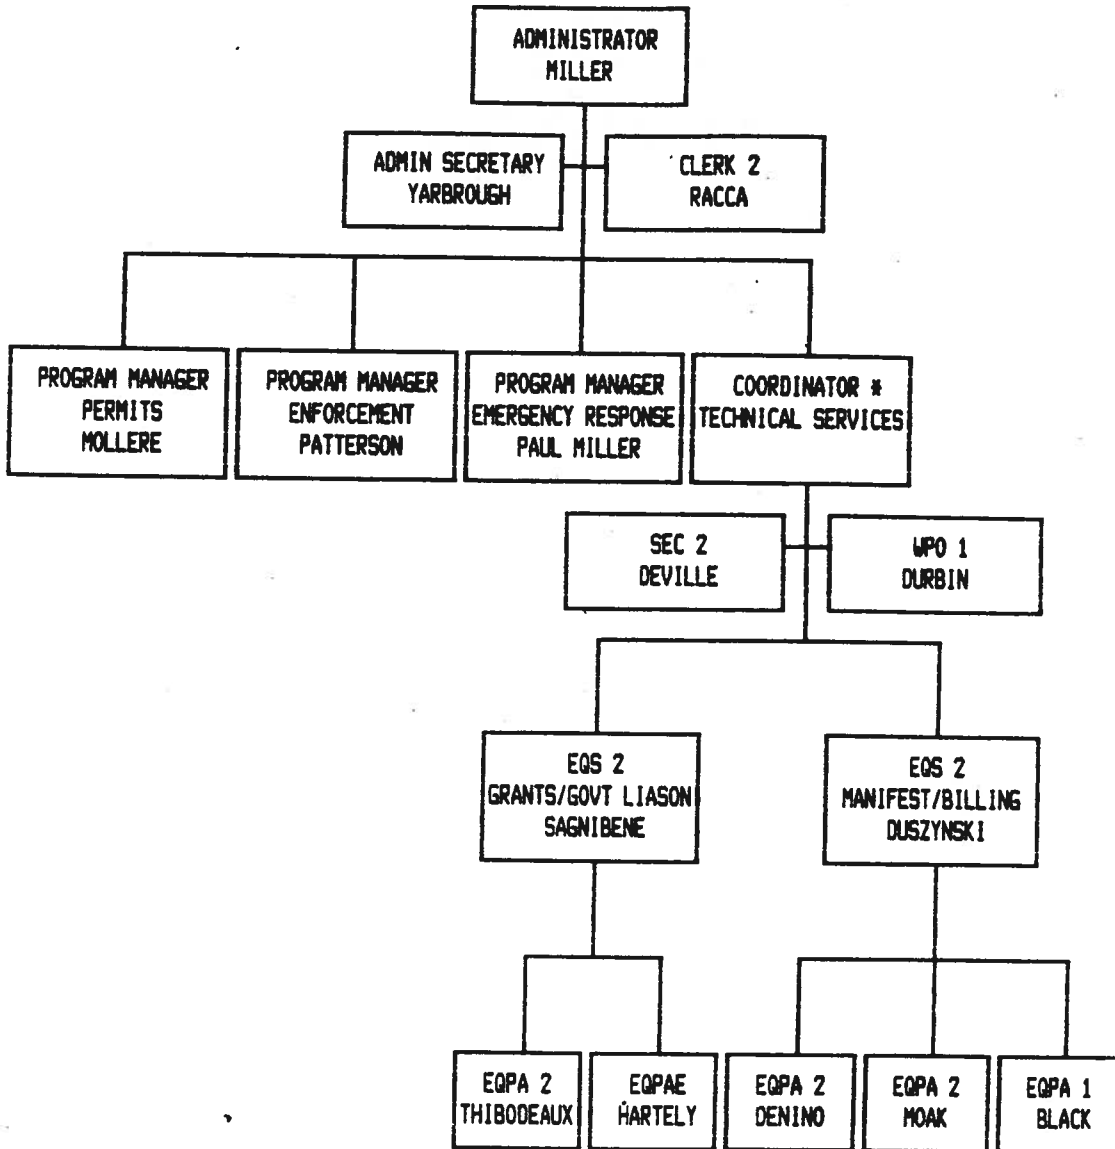 ADMINISTRATOR
MILLER
ADMIN SECRETARY
YARBROUGH
CLERK 2
RACCA
PROGRAM MANAGER
PERMITS
MOLLERE
PROGRAM MANAGER
ENFORCEMENT
PATTERSON
PROGRAM MANAGER
EMERGENCY RESPONSE
PAUL MILLER
COORDINATOR *
TECHNICAL SERVICES
SEC 2
DEVILLE
WPO 1
DURBIN
EQS 2
GRANTS/GOVT LIASON
SAGNIBENE
EQS 2
MANIFEST/BILLING
DUSZYNSKI
EQPA 2
THIBODEAUX
EQPAE
HARTELY
EQPA 2
DENINO
EQPA 2
MOAK
EQPA 1
BLACK